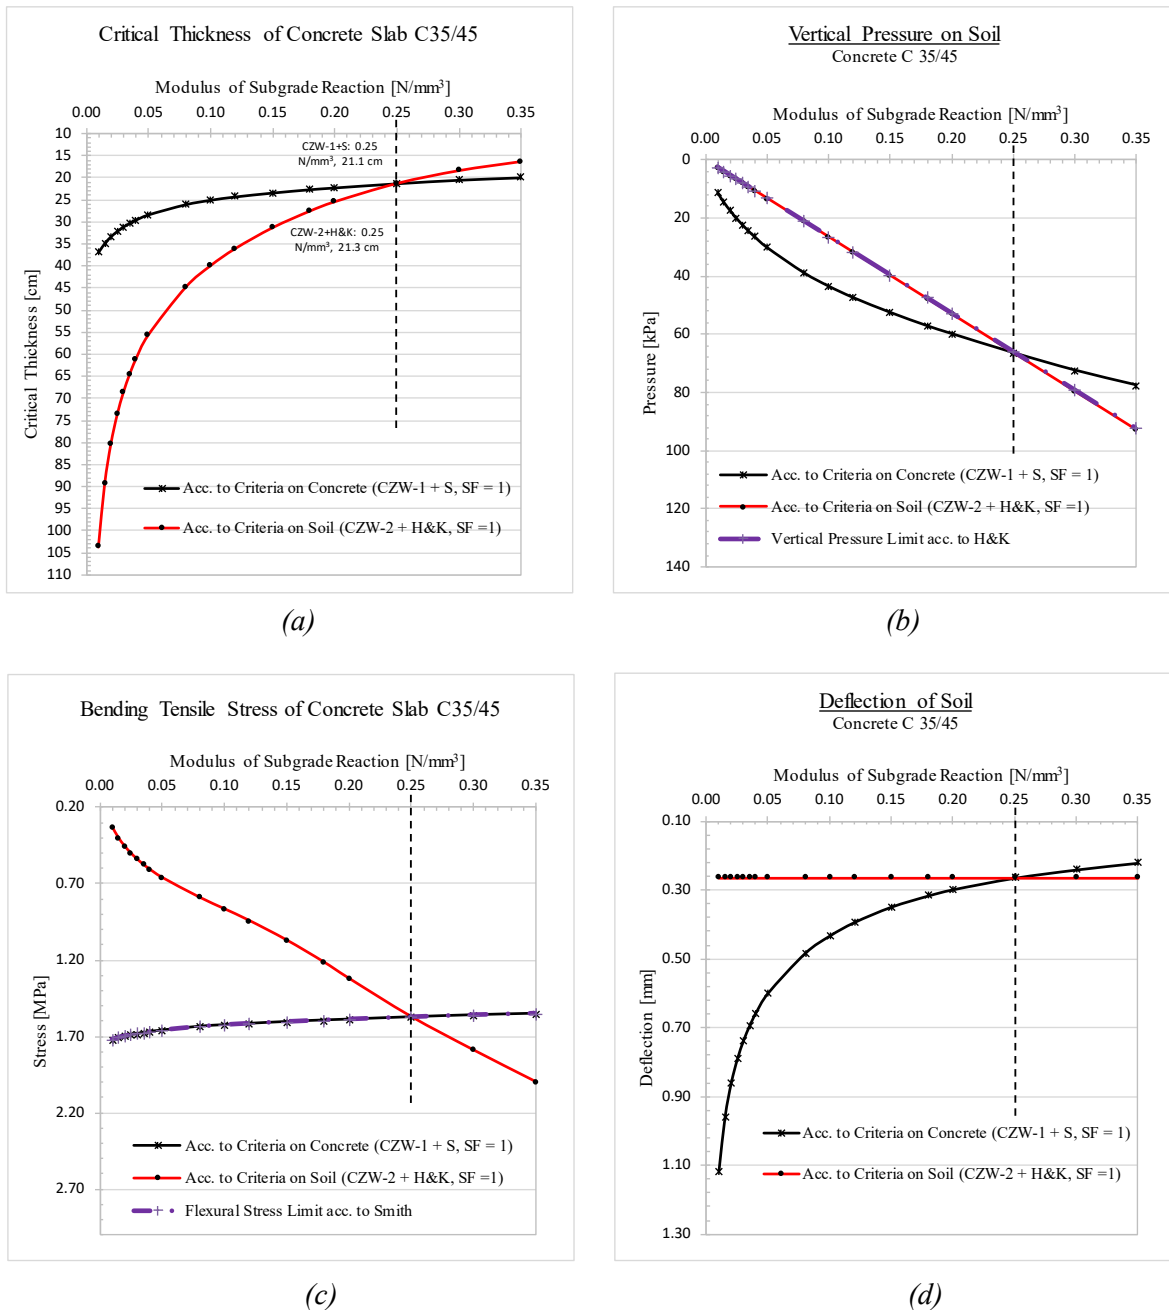 Critical Thickness of Concrete Slab C35/45
Modulus of Subgrade Reaction [N/mm³]
0.00 0.05 0.10 0.15 0.20 0.25 0.30 0.35
10
15
20
25
30
35
40
45
50
55
60
65
70
75
80
85
90
95
100
105
110
Critical Thickness [cm]
CZW-1+S: 0.25
N/mm³, 21.1 cm
CZW-2+H&K: 0.25
N/mm³, 21.3 cm
Acc. to Criteria on Concrete (CZW-1 + S, SF = 1)
Acc. to Criteria on Soil (CZW-2 + H&K, SF =1)
(a)
Vertical Pressure on Soil
Concrete C 35/45
Modulus of Subgrade Reaction [N/mm³]
0.00 0.05 0.10 0.15 0.20 0.25 0.30 0.35
0
20
40
60
80
100
120
140
Pressure [kPa]
Acc. to Criteria on Concrete (CZW-1 + S, SF = 1)
Acc. to Criteria on Soil (CZW-2 + H&K, SF =1)
Vertical Pressure Limit acc. to H&K
(b)
Bending Tensile Stress of Concrete Slab C35/45
Modulus of Subgrade Reaction [N/mm³]
0.00 0.05 0.10 0.15 0.20 0.25 0.30 0.35
0.20
0.70
1.20
1.70
2.20
2.70
Stress [MPa]
Acc. to Criteria on Concrete (CZW-1 + S, SF = 1)
Acc. to Criteria on Soil (CZW-2 + H&K, SF =1)
Flexural Stress Limit acc. to Smith
(c)
Deflection of Soil
Concrete C 35/45
Modulus of Subgrade Reaction [N/mm³]
0.00 0.05 0.10 0.15 0.20 0.25 0.30 0.35
0.10
0.30
0.50
0.70
0.90
1.10
1.30
Deflection [mm]
Acc. to Criteria on Concrete (CZW-1 + S, SF = 1)
Acc. to Criteria on Soil (CZW-2 + H&K, SF =1)
(d)